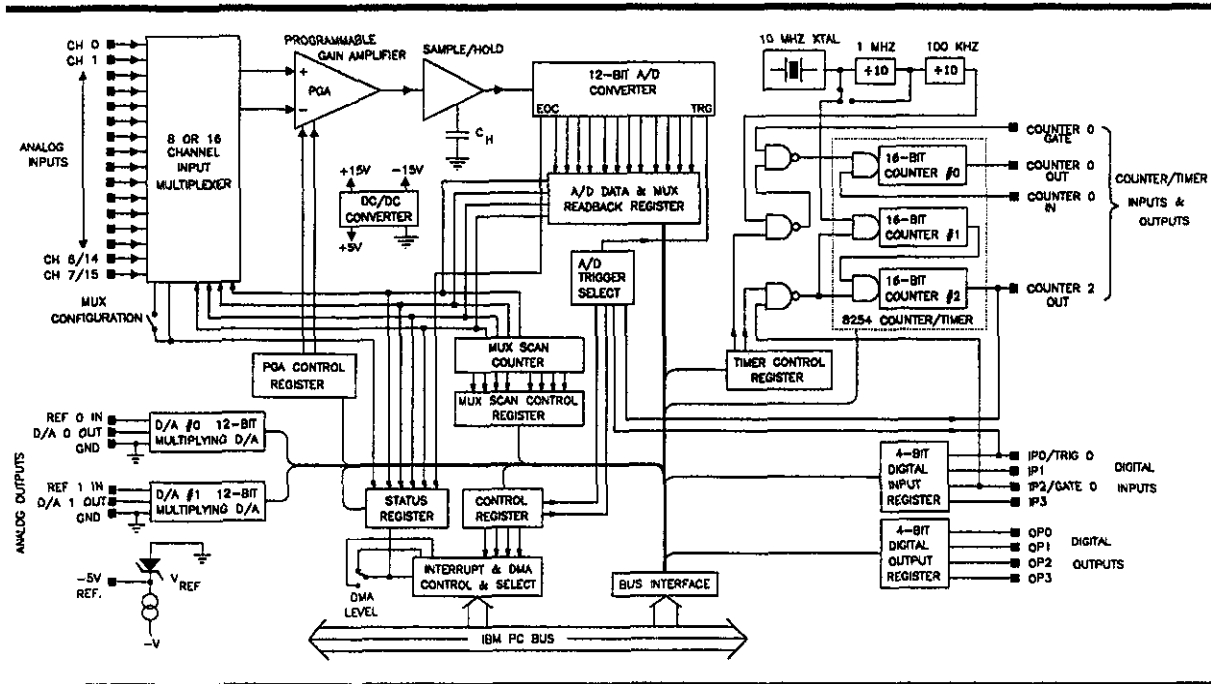 CH 0
CH 1
ANALOG
INPUTS
CH 6/14
CH 7/15
MUX
CONFIGURATION
8 OR 16
CHANNEL
INPUT
MULTIPLEXER
PROGRAMMABLE
GAIN AMPLIFIER
+
PGA
−
SAMPLE/HOLD
C H
12-BIT A/D
CONVERTER
EOC
TRG
+15V
-15V
DC/DC
CONVERTER
+5V
A/D DATA & MUX
READBACK REGISTER
A/D
TRIGGER
SELECT
10 MHZ XTAL
1 MHZ
÷10
100 KHZ
÷10
16-BIT
COUNTER #0
16-BIT
COUNTER #1
16-BIT
COUNTER #2
8254 COUNTER/TIMER
COUNTER 0
GATE
COUNTER 0
OUT
COUNTER 0
IN
COUNTER 2
OUT
COUNTER/TIMER
INPUTS &
OUTPUTS
PGA CONTROL
REGISTER
MUX SCAN
COUNTER
MUX SCAN CONTROL
REGISTER
TIMER CONTROL
REGISTER
ANALOG OUTPUTS
REF 0 IN
D/A 0 OUT
GND
D/A #0 12-BIT
MULTIPLYING D/A
REF 1 IN
D/A 1 OUT
GND
D/A #1 12-BIT
MULTIPLYING D/A
STATUS
REGISTER
CONTROL
REGISTER
4-BIT
DIGITAL
INPUT
REGISTER
IP0/TRIG 0
IP1
IP2/GATE 0
IP3
DIGITAL
INPUTS
4-BIT
DIGITAL
OUTPUT
REGISTER
OP0
OP1
OP2
OP3
DIGITAL
OUTPUTS
-5V
REF.
V REF
-V
DMA
LEVEL
INTERRUPT & DMA
CONTROL & SELECT
BUS INTERFACE
IBM PC BUS